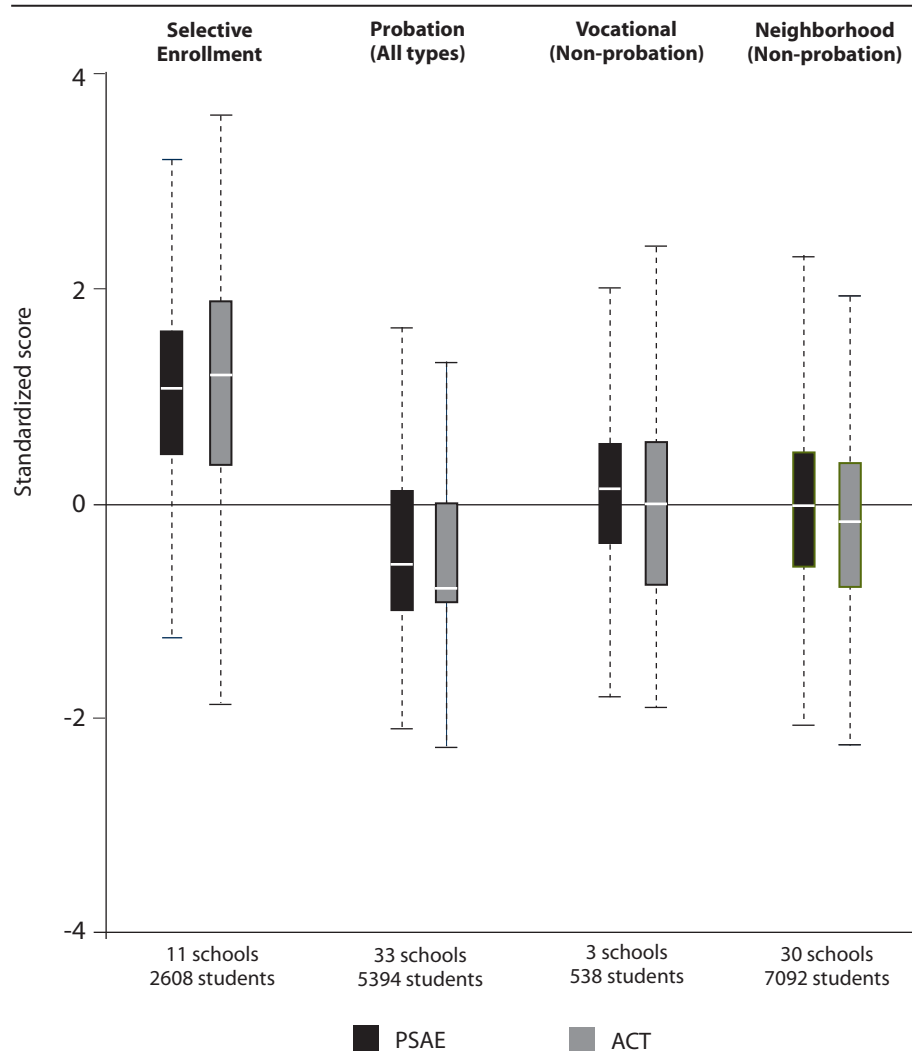 Selective
Enrollment
Probation
(All types)
Vocational
(Non-probation)
Neighborhood
(Non-probation)
Standardized score
4
2
0
-2
-4
11 schools
2608 students
33 schools
5394 students
3 schools
538 students
30 schools
7092 students
PSAE
ACT